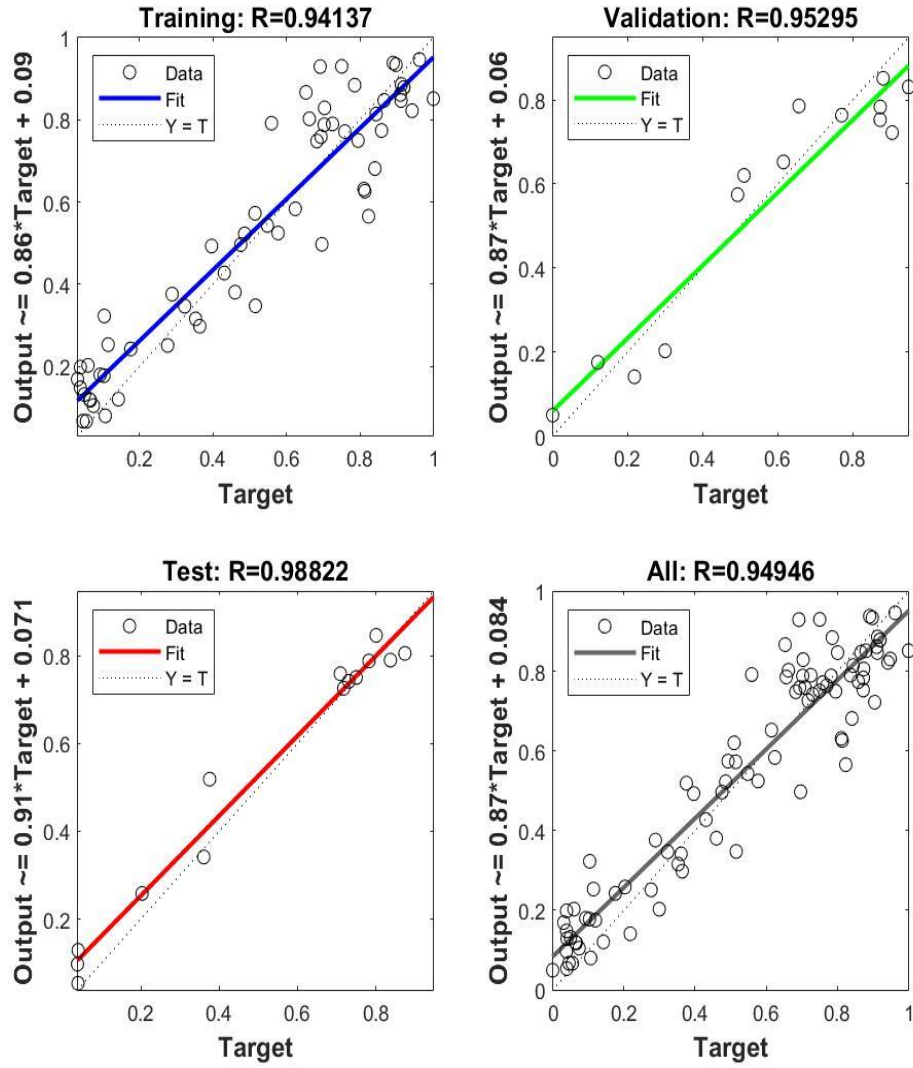 Training: R=0.94137
Output ~= 0.86*Target + 0.09
1
0.8
0.6
0.4
0.2
Data
Fit
Y = T
0.2
0.4
0.6
0.8
1
Target
Validation: R=0.95295
Output ~= 0.87*Target + 0.06
0.8
0.6
0.4
0.2
0
Data
Fit
Y = T
0
0.2
0.4
0.6
0.8
Target
Test: R=0.98822
Output ~= 0.91*Target + 0.071
0.8
0.6
0.4
0.2
Data
Fit
Y = T
0.2
0.4
0.6
0.8
Target
All: R=0.94946
Output ~= 0.87*Target + 0.084
1
0.8
0.6
0.4
0.2
0
Data
Fit
Y = T
0
0.2
0.4
0.6
0.8
1
Target